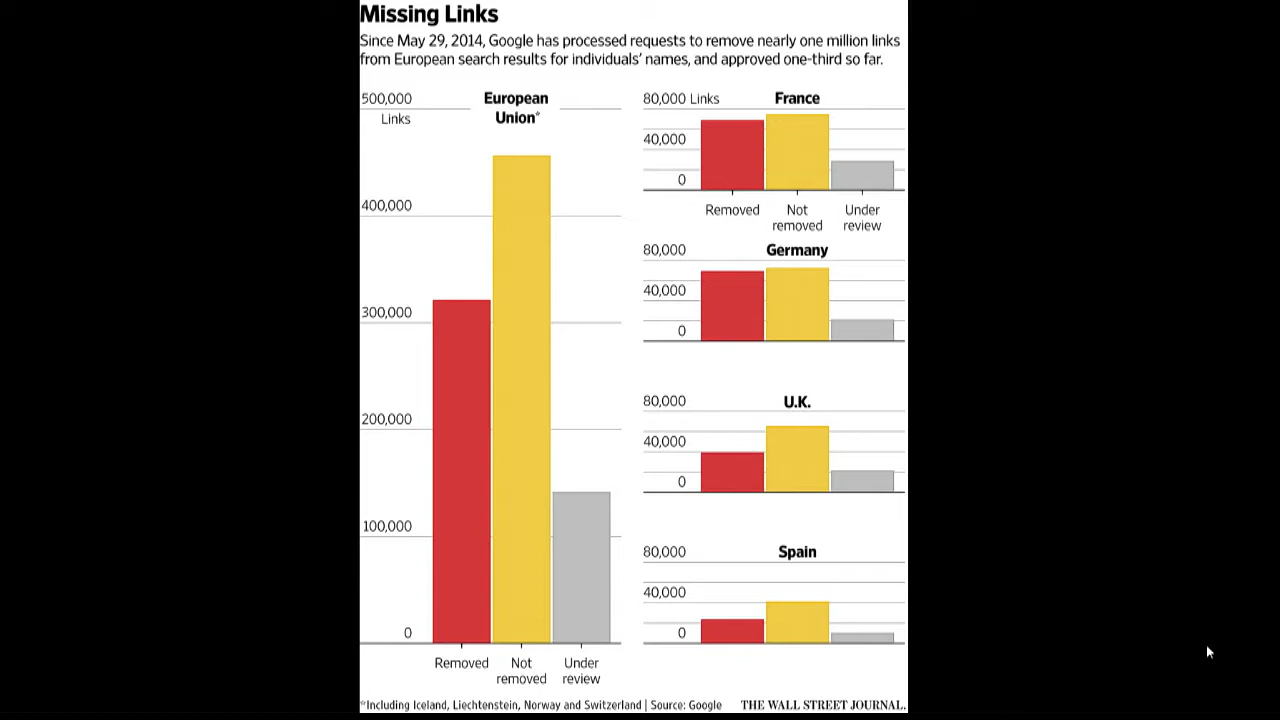 Missing Links
Since May 29, 2014, Google has processed requests to remove nearly one million links
from European search results for individuals' names, and approved one-third so far.
500,000
Links
European
Union*
400,000
300,000
200,000
100,000
0
Removed
Not
removed
Under
review
80,000 Links
France
40,000
0
Removed
Not
removed
Under
review
80,000
Germany
40,000
0
80,000
U.K.
40,000
0
80,000
Spain
40,000
0
*Including Iceland, Liechtenstein, Norway and Switzerland | Source: Google
THE WALL STREET JOURNAL.